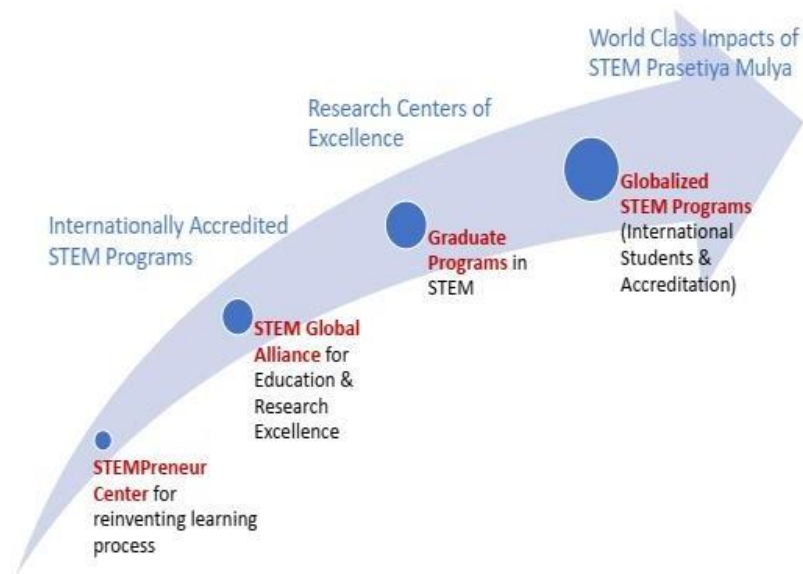 World Class Impacts of
STEM Prasetiya Mulya
Research Centers of
Excellence
Globalized
STEM Programs
(International
Students &
Accreditation)
Internationally Accredited
STEM Programs
Graduate
Programs in
STEM
STEM Global
Alliance for
Education &
Research
Excellence
STEMPreneur
Center for
reinventing learning
process